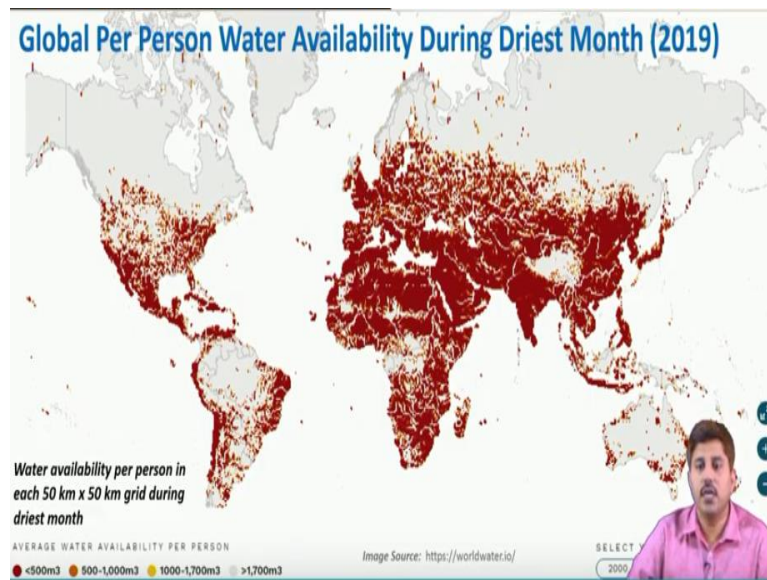 Global Per Person Water Availability During Driest Month (2019)
Water availability per person in
each 50 km x 50 km grid during
driest month
AVERAGE WATER AVAILABILITY PER PERSON
<500m3 500-1,000m3 1000-1,700m3 >1,700m3
Image Source: https://worldwater.io/
SELECT
2000